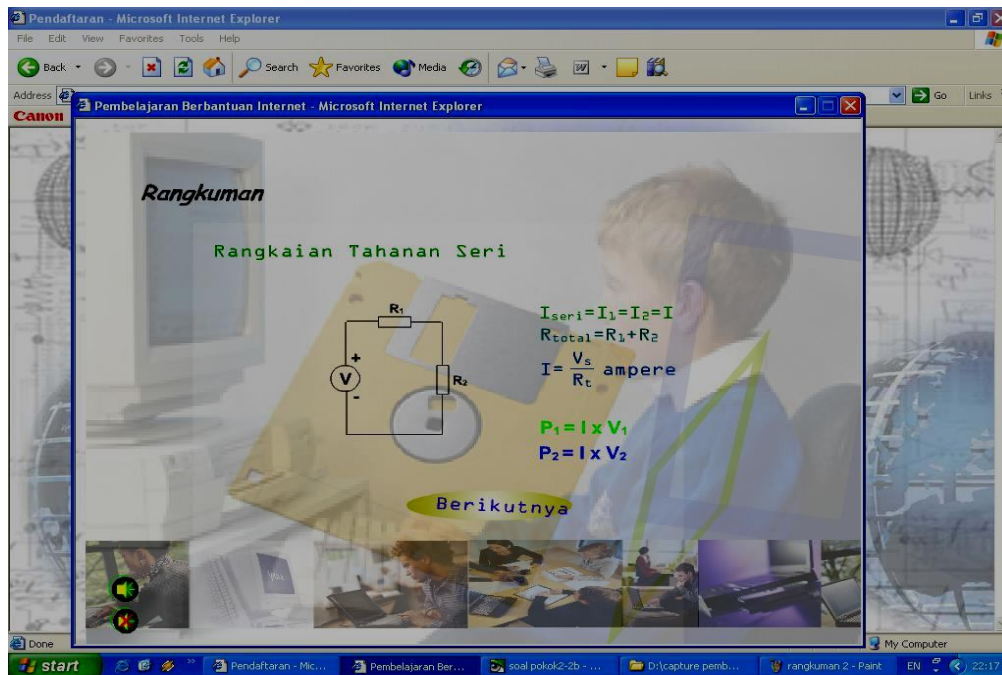 Pendaftaran - Microsoft Internet Explorer
File Edit View Favorites Tools Help
Back Search Favorites Media
Address Go Links
Canon
Pembelajaran Berbantuan Internet - Microsoft Internet Explorer
Rangkuman
Rangkaian Tahanan Seri
R₁
+
V
-
R₂
Iseri=I₁=I₂=I
Rtotal=R₁+R₂
I= Vs/Rt ampere
P₁ = I x V₁
P₂ = I x V₂
Berikutnya
Done My Computer
start Pendaftaran - Mic... Pembelajaran Ber... soal pokok2-2b - ... D:\capture pemb... rangkuman 2 - Paint EN 22:17